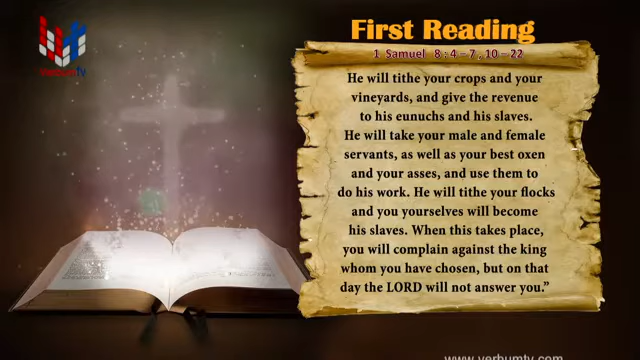 VERBUMTV
First Reading
1 Samuel 8 : 4 – 7 , 10 – 22
He will tithe your crops and your
vineyards, and give the revenue
to his eunuchs and his slaves.
He will take your male and female
servants, as well as your best oxen
and your asses, and use them to
do his work. He will tithe your flocks
and you yourselves will become
his slaves. When this takes place,
you will complain against the king
whom you have chosen, but on that
day the LORD will not answer you.”
www.verbumtv.com